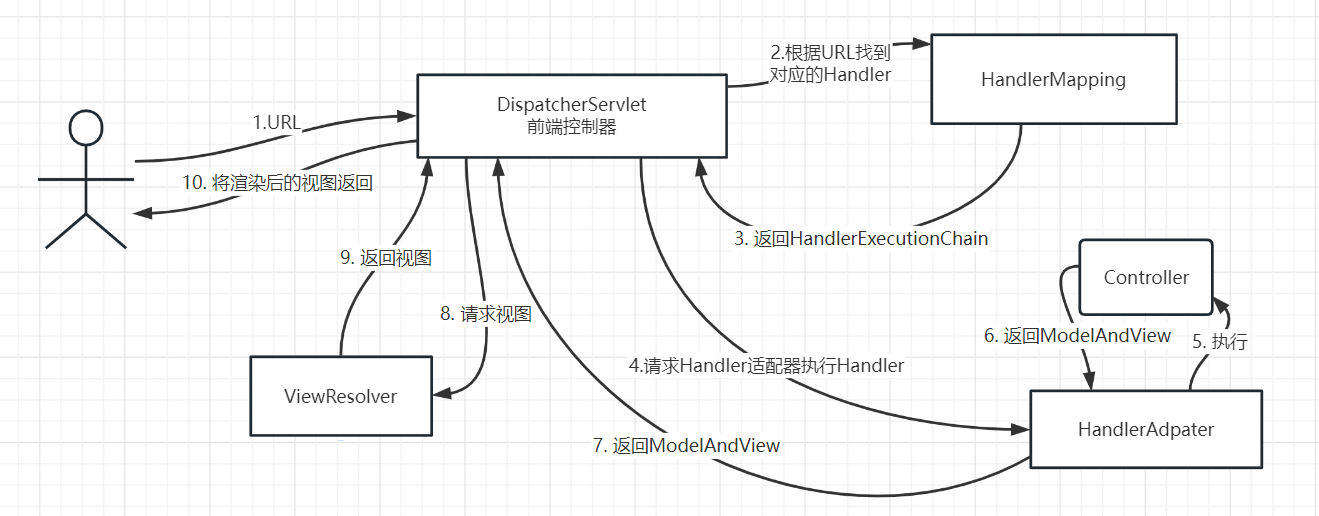 1.URL
DispatcherServlet
前端控制器
2.根据URL找到
对应的Handler
HandlerMapping
3. 返回HandlerExecutionChain
4.请求Handler适配器执行Handler
Controller
5. 执行
6. 返回ModelAndView
HandlerAdpater
7. 返回ModelAndView
8. 请求视图
ViewResolver
9. 返回视图
10. 将渲染后的视图返回